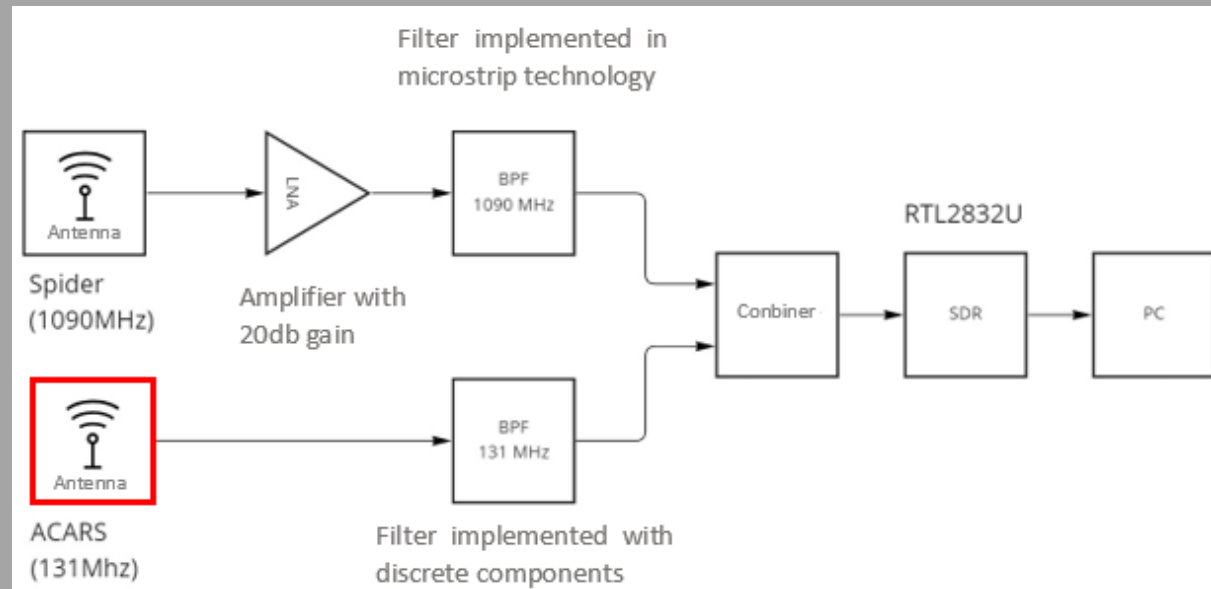 Filter implemented in
microstrip technology
Antenna
LNA
BPF
1090 MHz
Spider
(1090MHz)
Amplifier with
20db gain
RTL2832U
Conbiner
SDR
PC
Antenna
BPF
131 MHz
ACARS
(131Mhz)
Filter implemented with
discrete components